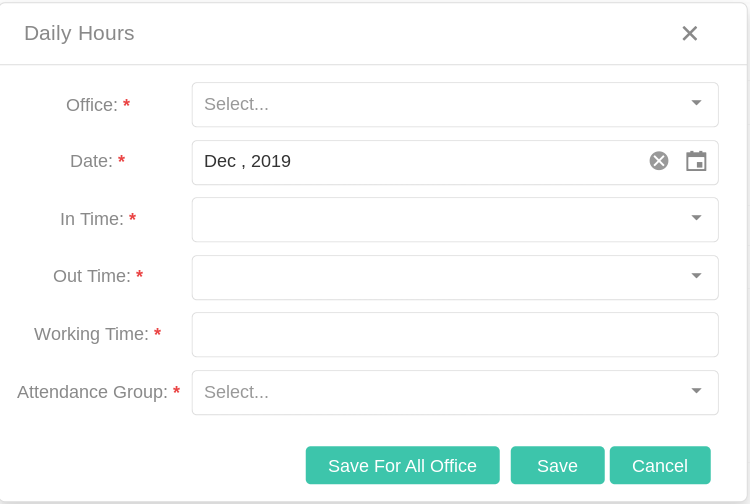 Daily Hours
Office: * Select...
Date: * Dec , 2019
In Time: *
Out Time: *
Working Time: *
Attendance Group: * Select...
Save For All Office Save Cancel